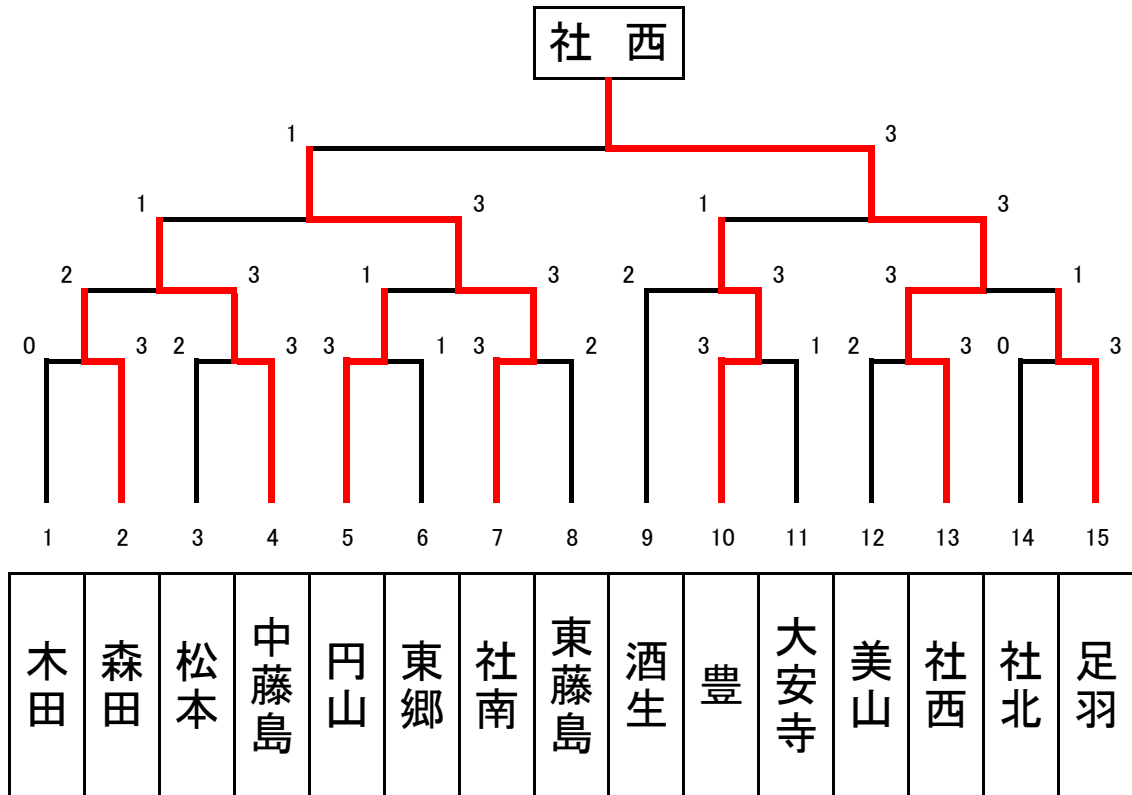 社 西
1 3
1 3 1 3
2 3 1 3 2 3 3 1
0 3 2 3 3 1 3 2 3 1 2 3 0 3
1 2 3 4 5 6 7 8 9 10 11 12 13 14 15
木田
森田
松本
中藤島
円山
東郷
社南
東藤島
酒生
豊
大安寺
美山
社西
社北
足羽